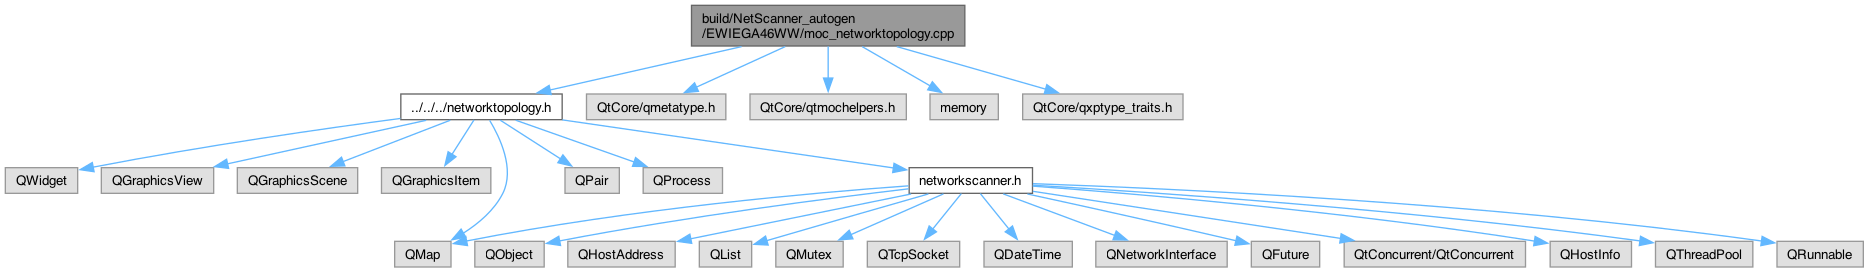 build/NetScanner_autogen
/EWIEGA46WW/moc_networktopology.cpp
../../../networktopology.h
QtCore/qmetatype.h
QtCore/qtmochelpers.h
memory
QtCore/qxptype_traits.h
QWidget
QGraphicsView
QGraphicsScene
QGraphicsItem
QPair
QProcess
networkscanner.h
QMap
QObject
QHostAddress
QList
QMutex
QTcpSocket
QDateTime
QNetworkInterface
QFuture
QtConcurrent/QtConcurrent
QHostInfo
QThreadPool
QRunnable